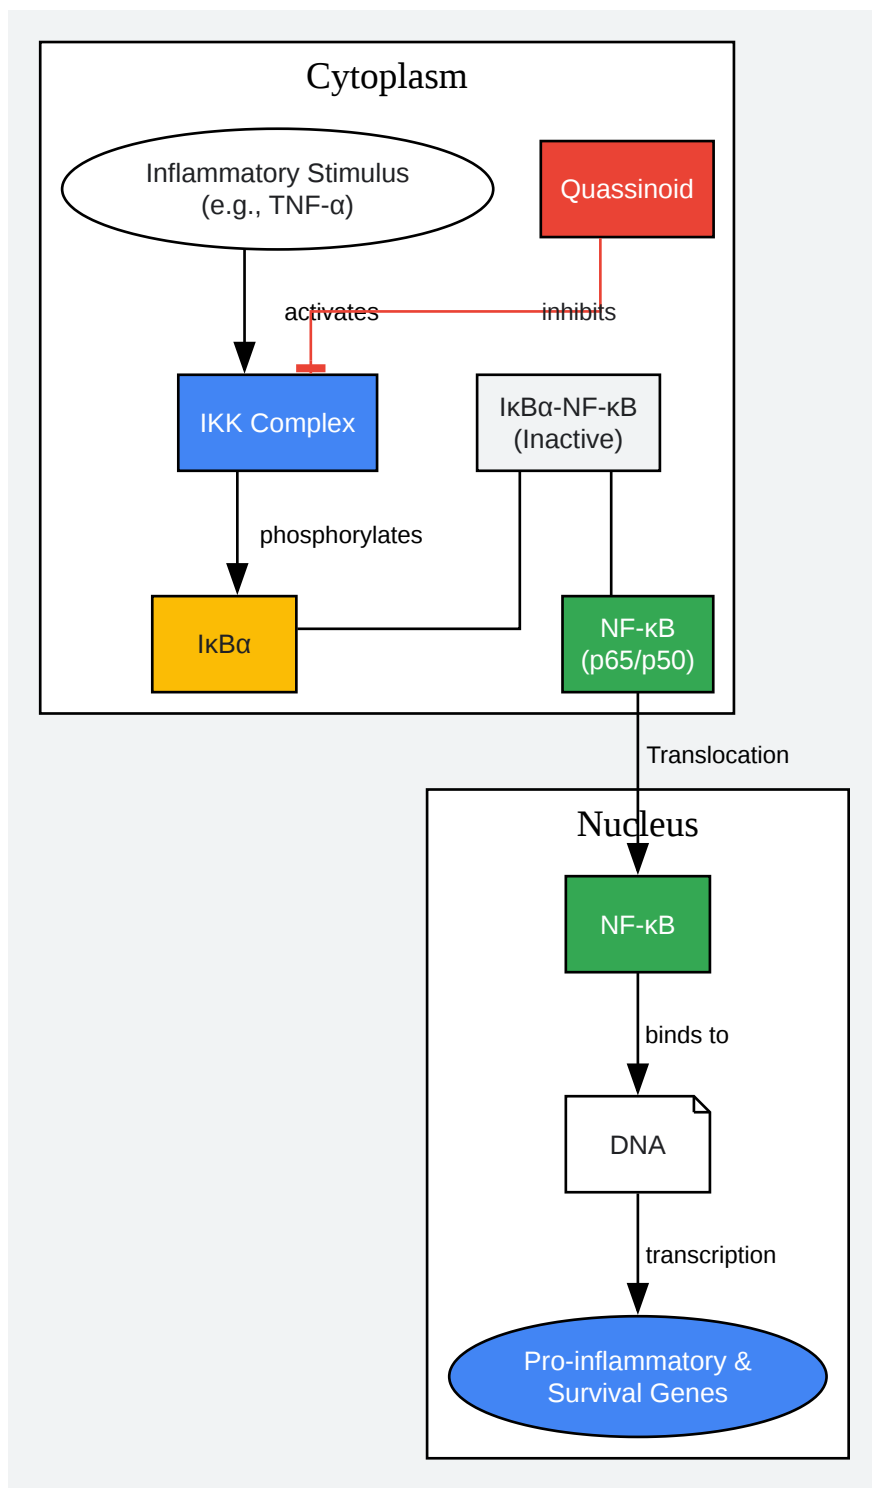 Cytoplasm
Inflammatory Stimulus
(e.g., TNF-α)
Quassinoid
activates
inhibits
IKK Complex
IκBα-NF-κB
(Inactive)
phosphorylates
IκBα
NF-κB
(p65/p50)
Translocation
Nucleus
NF-κB
binds to
DNA
transcription
Pro-inflammatory &
Survival Genes